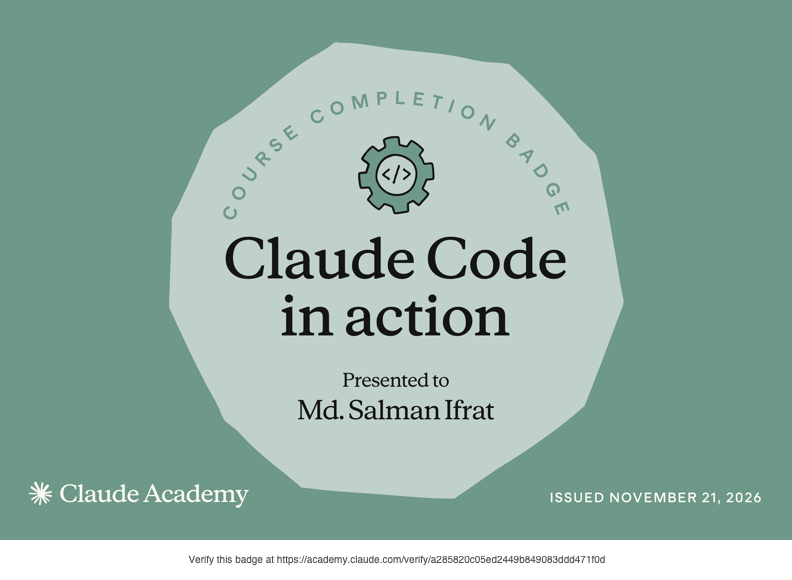 COURSE COMPLETION BADGE
</>
Claude Code
in action
Presented to
Md. Salman Ifrat
Claude Academy
ISSUED NOVEMBER 21, 2026
Verify this badge at https://academy.claude.com/verify/a285820c05ed2449b849083ddd471f0d